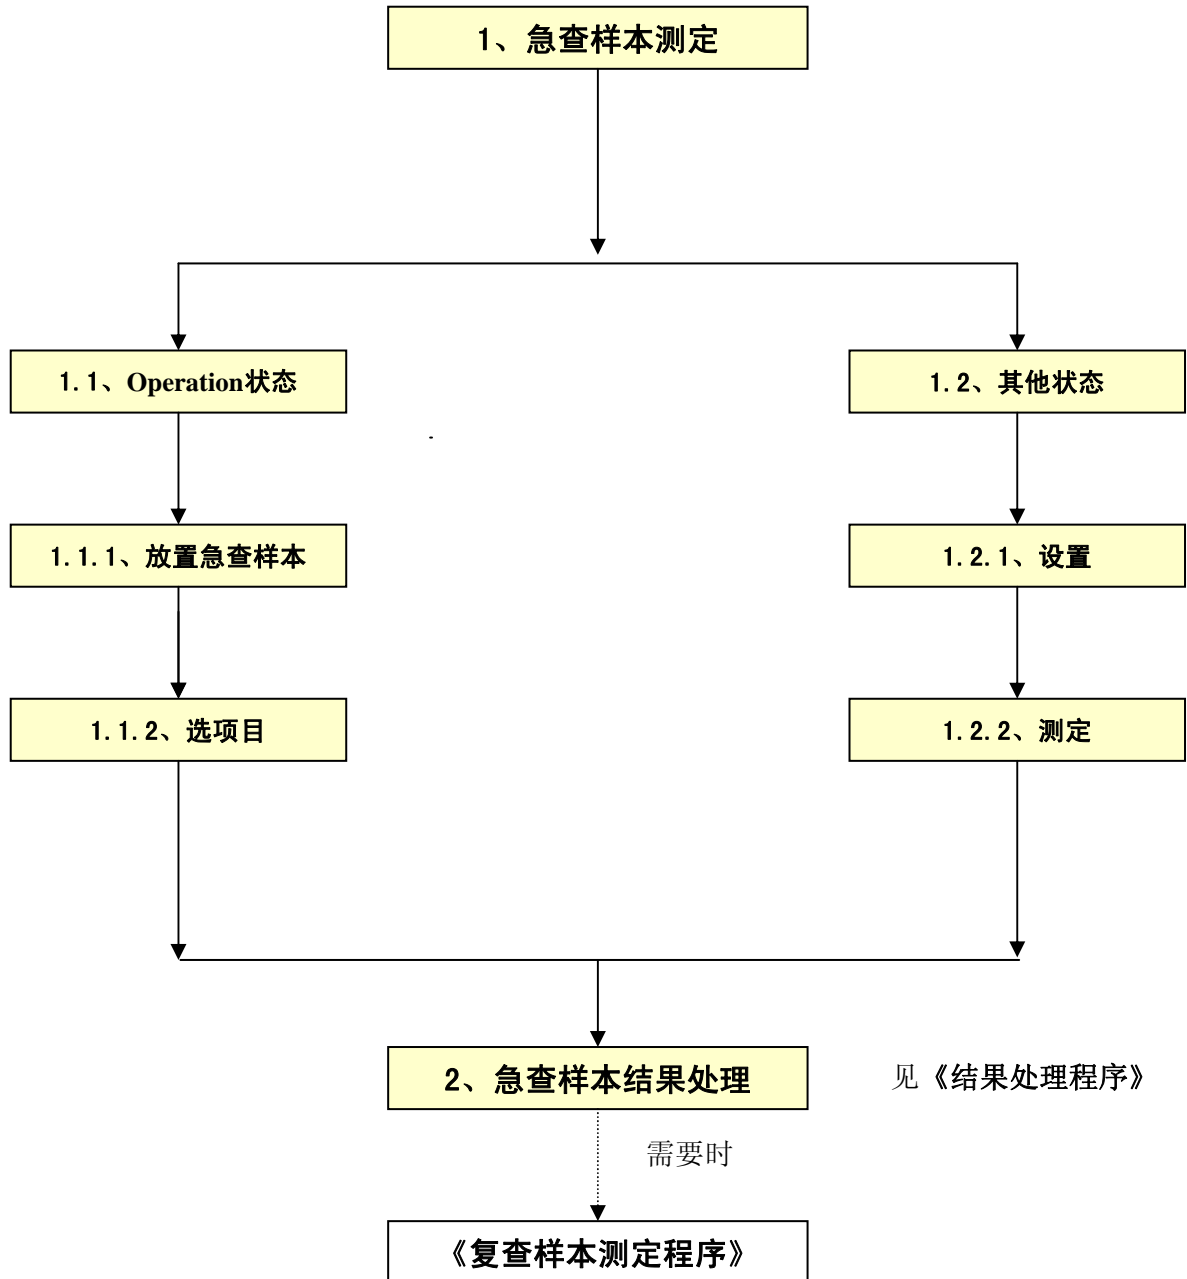 1、急查样本测定
1.1、Operation状态
1.2、其他状态
1.1.1、放置急查样本
1.2.1、设置
1.1.2、选项目
1.2.2、测定
2、急查样本结果处理
见《结果处理程序》
需要时
《复查样本测定程序》